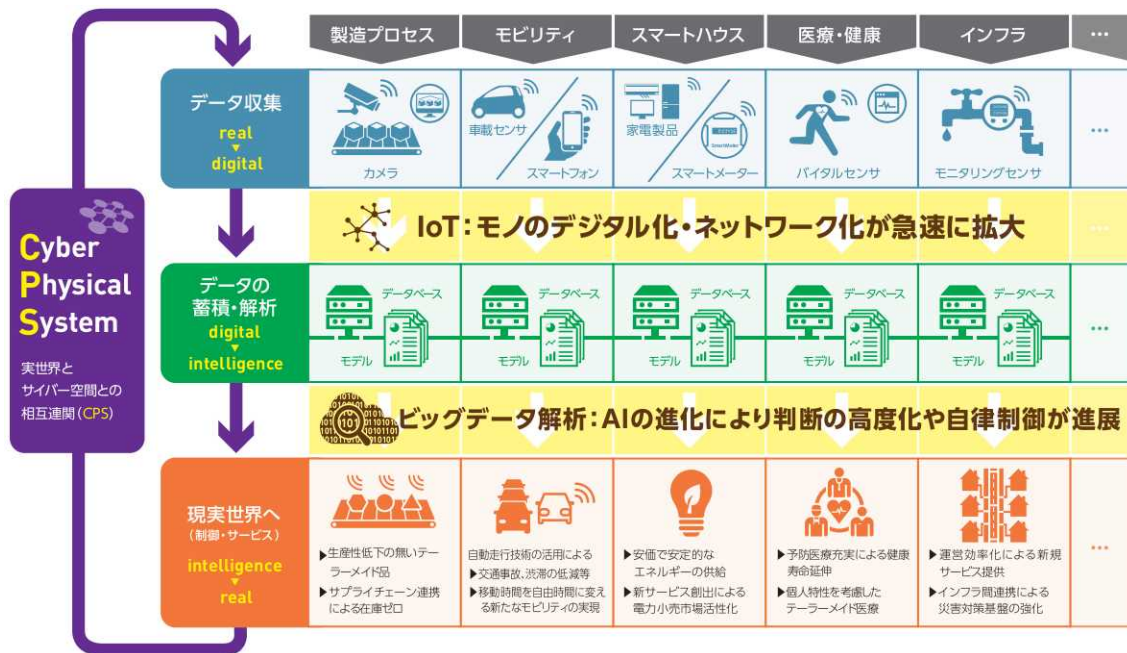 製造プロセス
モビリティ
スマートハウス
医療・健康
インフラ
…
Cyber
Physical
System
実世界と
サイバー空間との
相互連関(CPS)
データ収集
real
digital
カメラ
車載センサ
スマートフォン
家電製品
スマートメーター
バイタルセンサ
モニタリングセンサ
…
IoT:モノのデジタル化・ネットワーク化が急速に拡大
…
データの
蓄積・解析
digital
intelligence
データベース
モデル
データベース
モデル
データベース
モデル
データベース
モデル
データベース
モデル
…
ビッグデータ解析:AIの進化により判断の高度化や自律制御が進展
現実世界へ
(制御・サービス)
intelligence
real
▶生産性低下の無いテー
ラーメイド品
▶サプライチェーン連携
による在庫ゼロ
自動走行技術の活用による
▶交通事故、渋滞の低減等
▶移動時間を自由時間に変え
る新たなモビリティの実現
▶安価で安定的な
エネルギーの供給
▶新サービス創出による
電力小売市場活性化
▶予防医療充実による健康
寿命延伸
▶個人特性を考慮した
テーラーメイド医療
▶運営効率化による新規
サービス提供
▶インフラ間連携による
災害対策基盤の強化
…